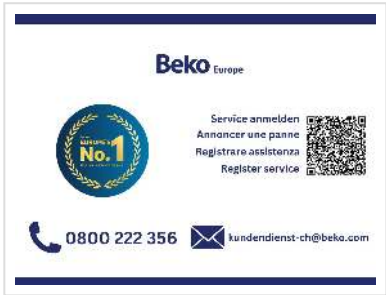 Beko Europe
EUROPE'S
No.1
Service anmelden
Annoncer une panne
Registrare assistenza
Register service
0800 222 356
kundendienst-ch@beko.com